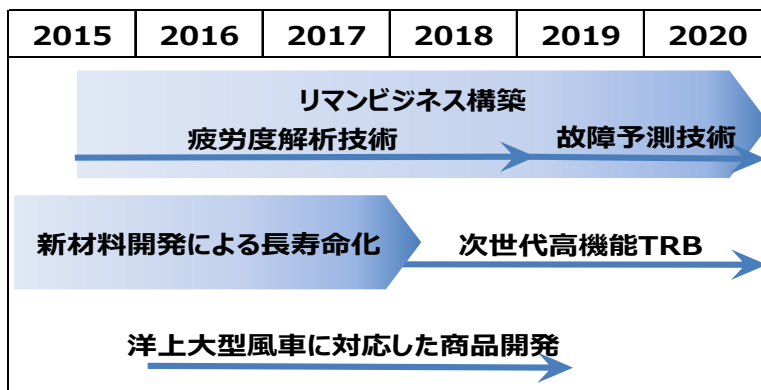 2015 2016 2017 2018 2019 2020
リマンビジネス構築
疲労度解析技術 故障予測技術
新材料開発による長寿命化 次世代高機能TRB
洋上大型風車に対応した商品開発